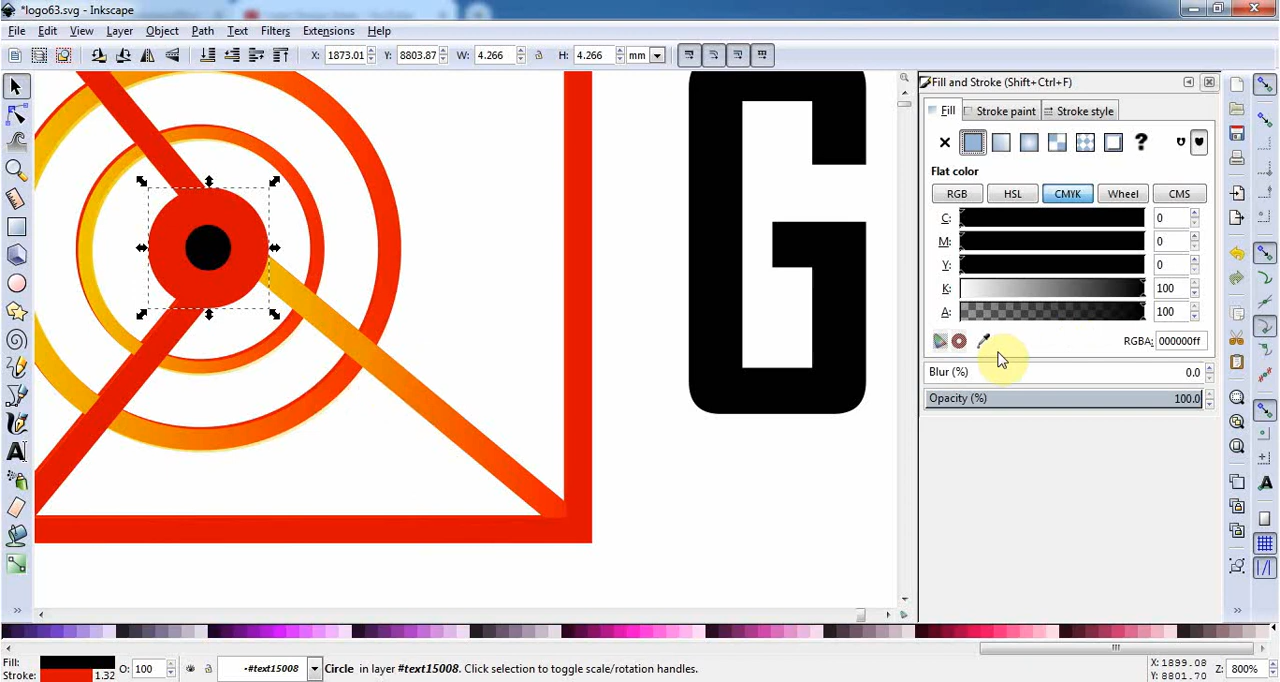 *logo63.svg - Inkscape
File Edit View Layer Object Path Text Filters Extensions Help
X: 1873.01 Y: 8803.87 W: 4.266 H: 4.266 mm
Fill and Stroke (Shift+Ctrl+F)
Fill Stroke paint Stroke style
?
Flat color
RGB HSL CMYK Wheel CMS
C: 0
M: 0
Y: 0
K: 100
A: 100
RGBA: 000000ff
Blur (%) 0.0
Opacity (%) 100.0
G
Fill:
Stroke: 1.32
O: 100
·#text15008
Circle in layer #text15008. Click selection to toggle scale/rotation handles.
X: 1899.08
Y: 8801.70
Z: 800%